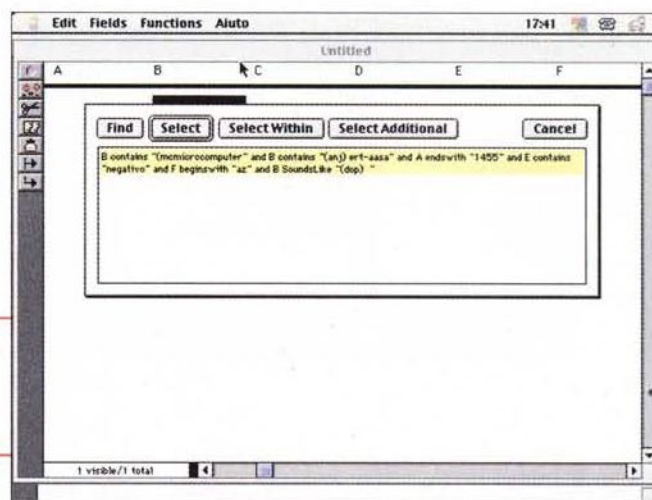 Edit Fields Functions Aiuto 17:41
Untitled
A B C D E F
Find Select Select Within Select Additional Cancel
B contains "(mcmicrocomputer" and B contains "(anj) ert-aasa" and A endswith "1455" and E contains
"negativo" and F beginswith "az" and B SoundsLike "(dop) "
1 visible/1 total